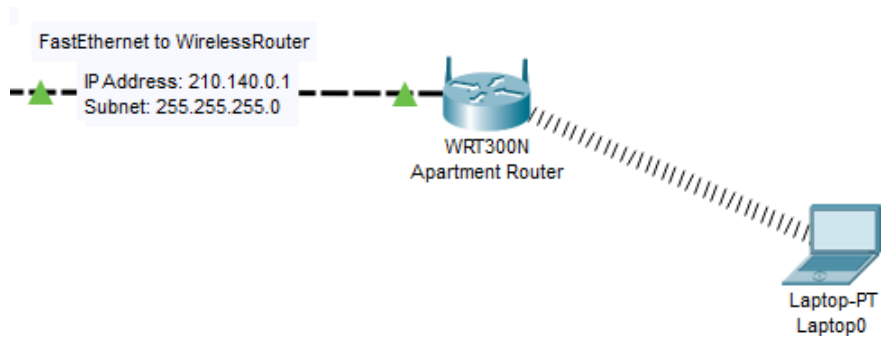 FastEthernet to WirelessRouter
IP Address: 210.140.0.1
Subnet: 255.255.255.0
WRT300N
Apartment Router
Laptop-PT
Laptop0